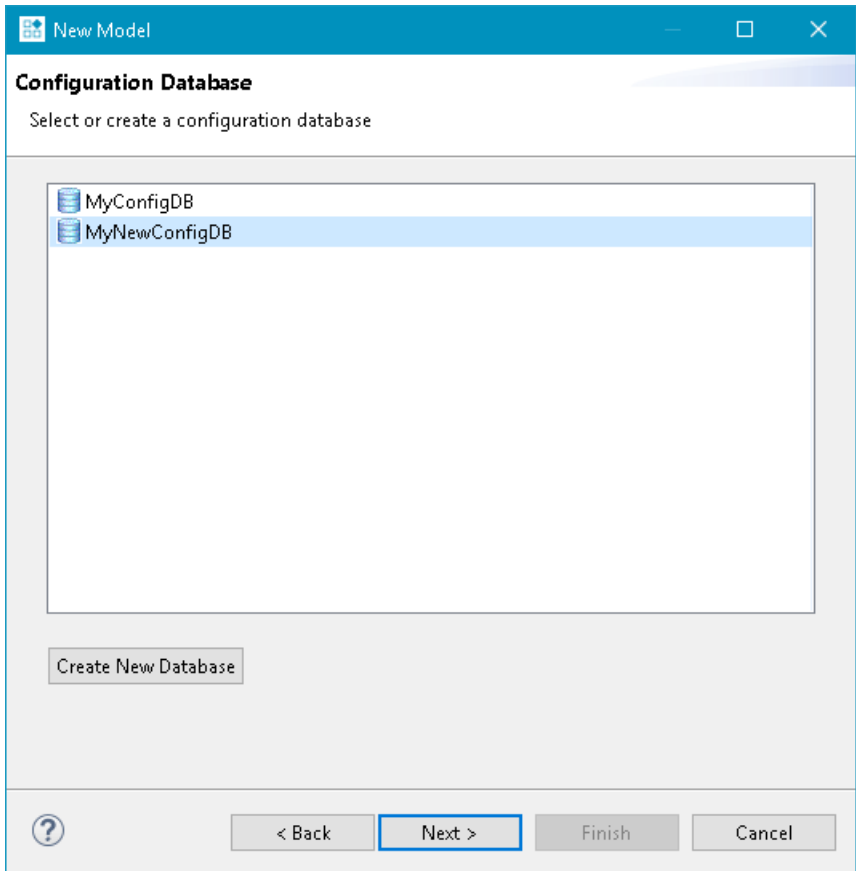 New Model
Configuration Database
Select or create a configuration database
MyConfigDB
MyNewConfigDB
Create New Database
? < Back Next > Finish Cancel